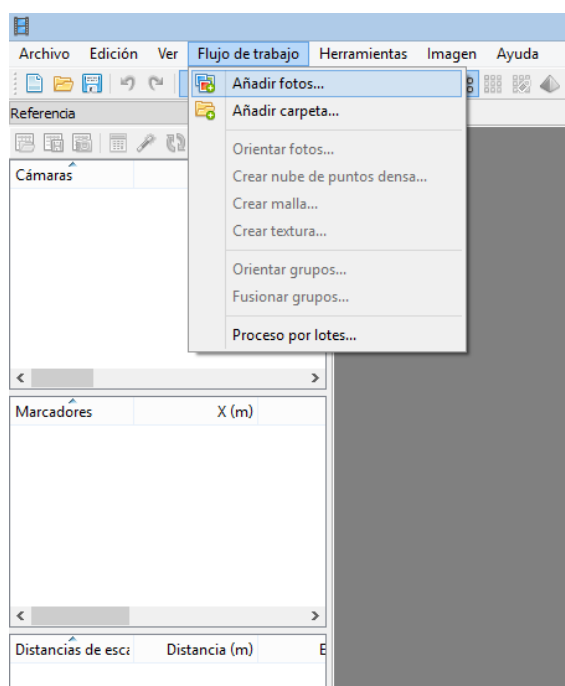 Archivo Edición Ver Flujo de trabajo Herramientas Imagen Ayuda
Añadir fotos...
Añadir carpeta...
Orientar fotos...
Crear nube de puntos densa...
Crear malla...
Crear textura...
Orientar grupos...
Fusionar grupos...
Proceso por lotes...
Referencia
Cámaras
Marcadores X (m)
Distancias de esca Distancia (m) E